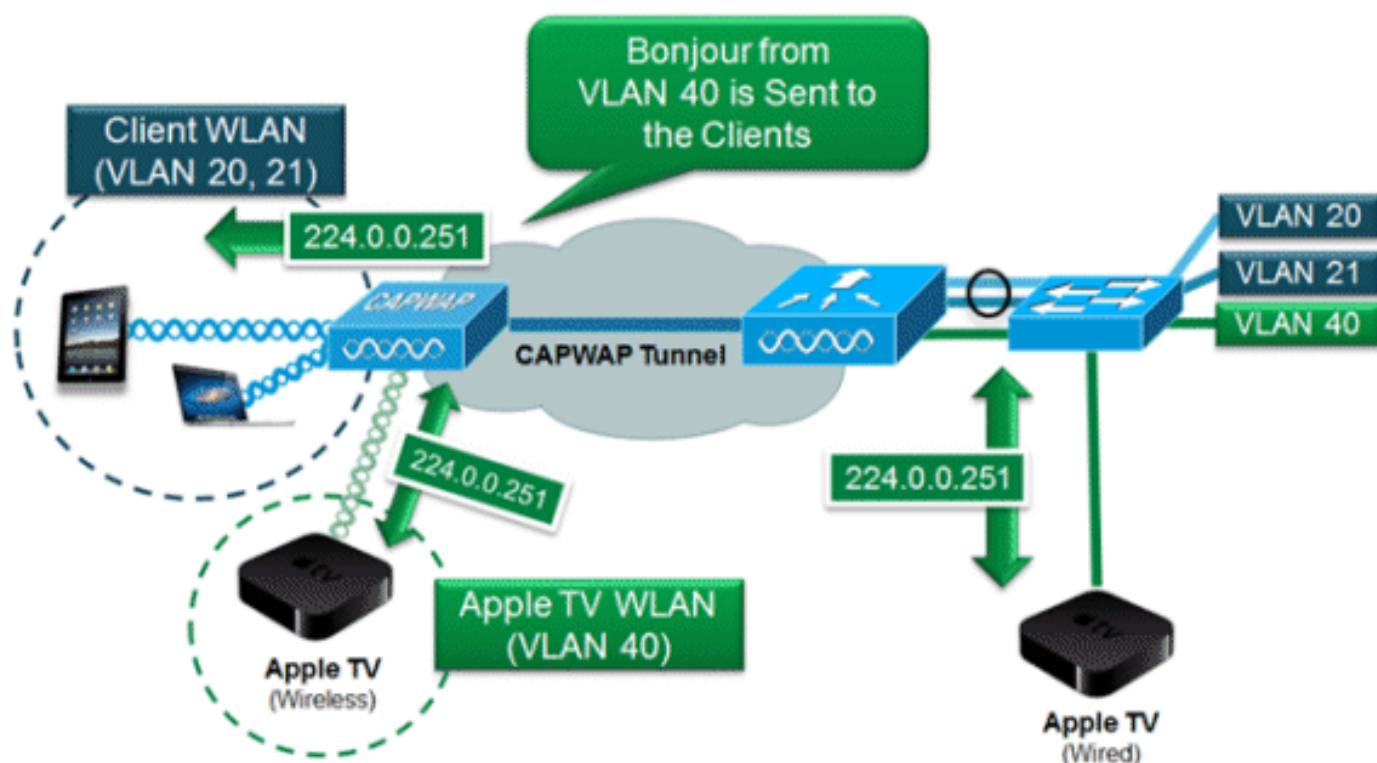 Bonjour from
VLAN 40 is Sent to
the Clients
Client WLAN
(VLAN 20, 21)
224.0.0.251
VLAN 20
VLAN 21
VLAN 40
CAPWAP
CAPWAP Tunnel
224.0.0.251
224.0.0.251
tv
Apple TV
(Wireless)
Apple TV WLAN
(VLAN 40)
tv
Apple TV
(Wired)